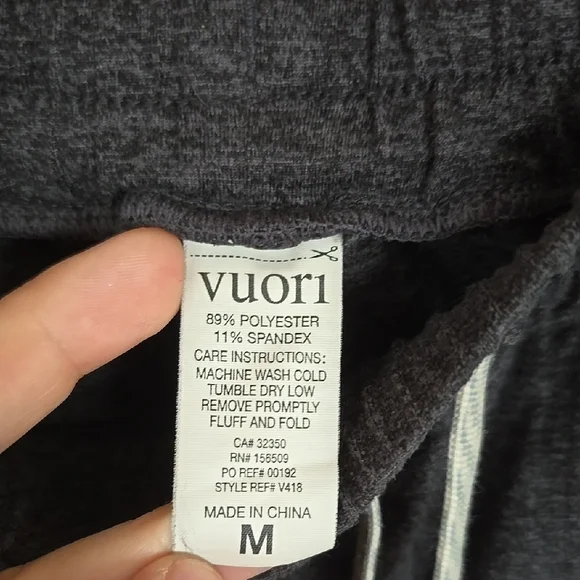 vuori
89% POLYESTER
11% SPANDEX
CARE INSTRUCTIONS:
MACHINE WASH COLD
TUMBLE DRY LOW
REMOVE PROMPTLY
FLUFF AND FOLD
CA# 32350
RN# 156509
PO REF# 00192
STYLE REF# V418
MADE IN CHINA
M